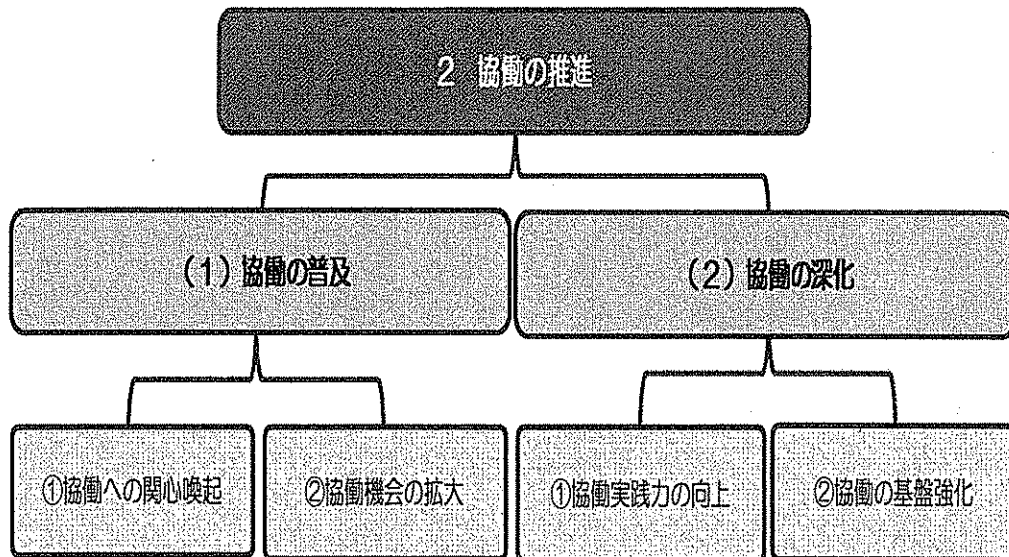 2 協働の推進
(1)協働の普及
(2)協働の深化
①協働への関心喚起
②協働機会の拡大
①協働実践力の向上
②協働の基盤強化